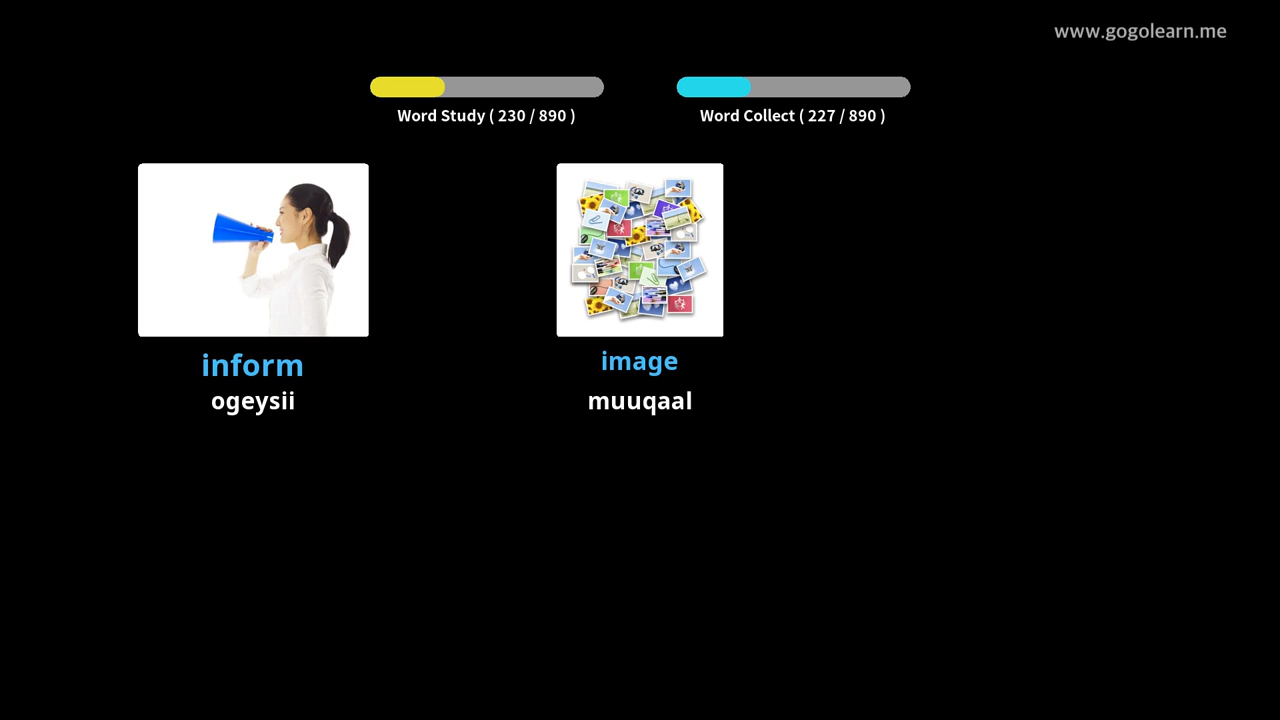 www.gogolearn.me
Word Study ( 230 / 890 )
Word Collect ( 227 / 890 )
inform
ogeysii
image
muuqaal